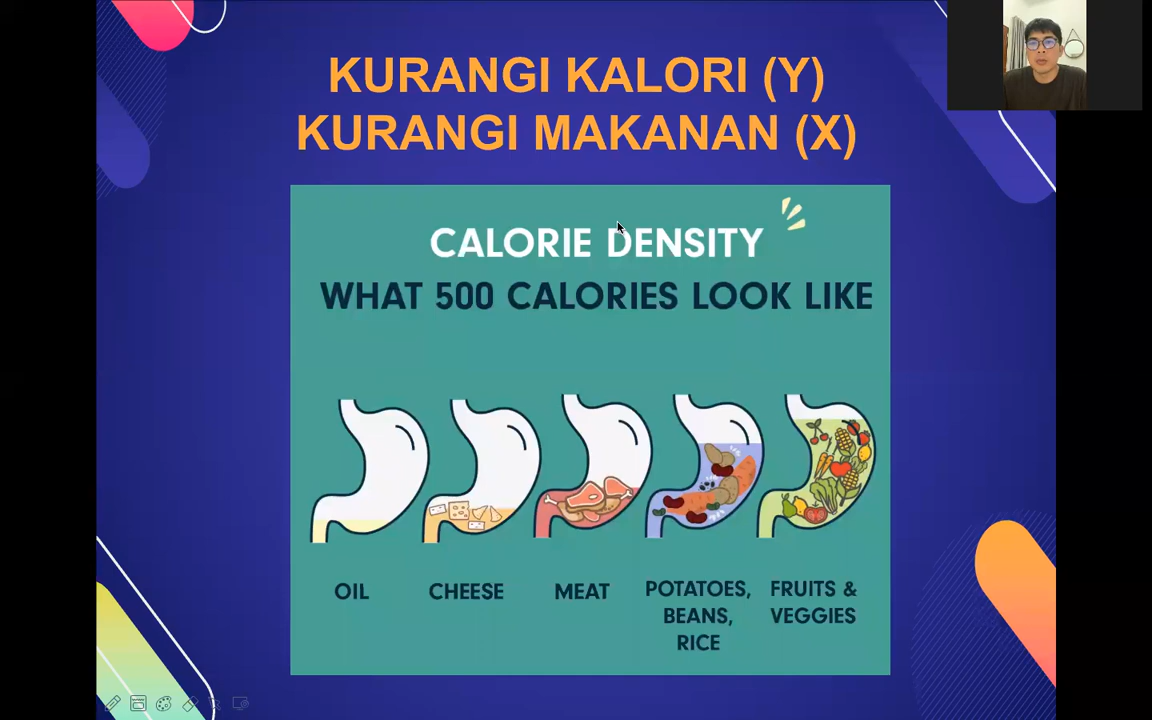 KURANGI KALORI (Y)
KURANGI MAKANAN (X)
CALORIE DENSITY
WHAT 500 CALORIES LOOK LIKE
OIL
CHEESE
MEAT
POTATOES,
BEANS,
RICE
FRUITS &
VEGGIES